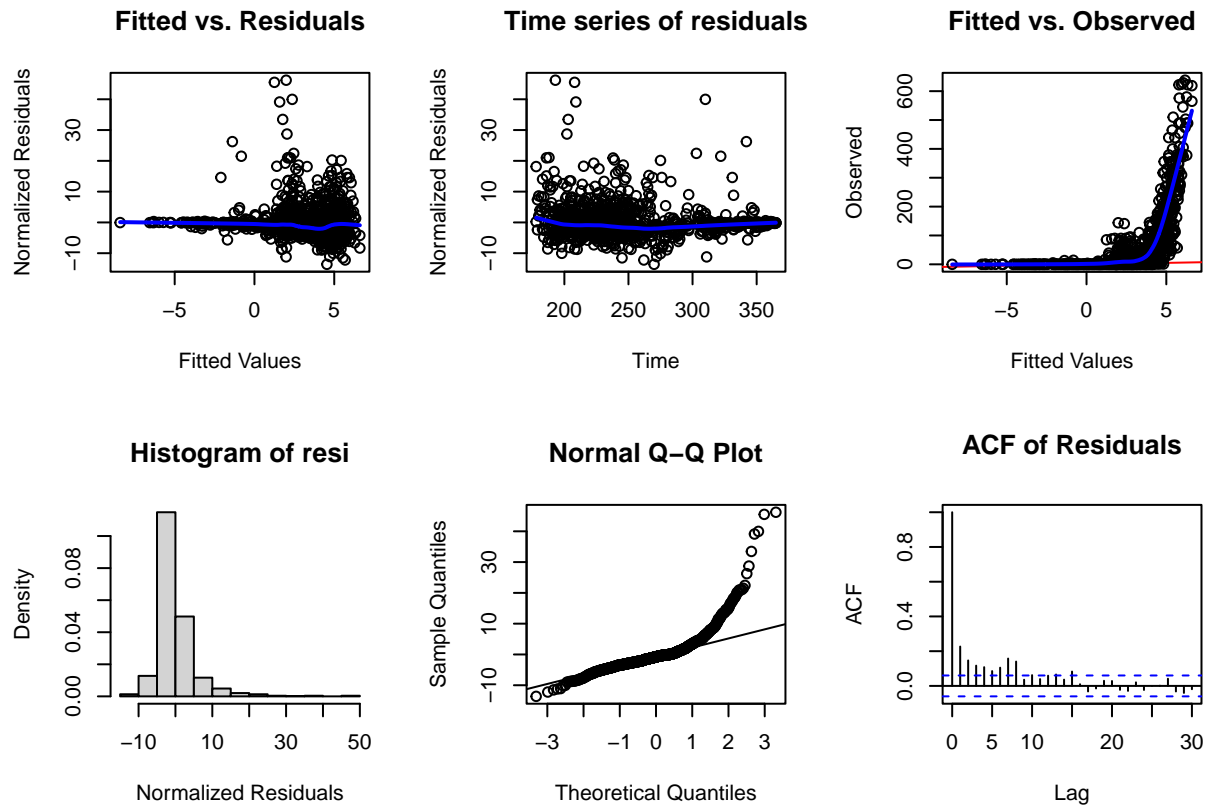 Fitted vs. Residuals
Normalized Residuals
−10 10 30
−5 0 5
Fitted Values
Time series of residuals
Normalized Residuals
−10 10 30
200 250 300 350
Time
Fitted vs. Observed
Observed
0 200 400 600
−5 0 5
Fitted Values
Histogram of resi
Density
0.00 0.04 0.08
−10 10 30 50
Normalized Residuals
Normal Q−Q Plot
Sample Quantiles
−10 10 30
−3 −1 0 1 2 3
Theoretical Quantiles
ACF of Residuals
ACF
0.0 0.4 0.8
0 5 10 20 30
Lag